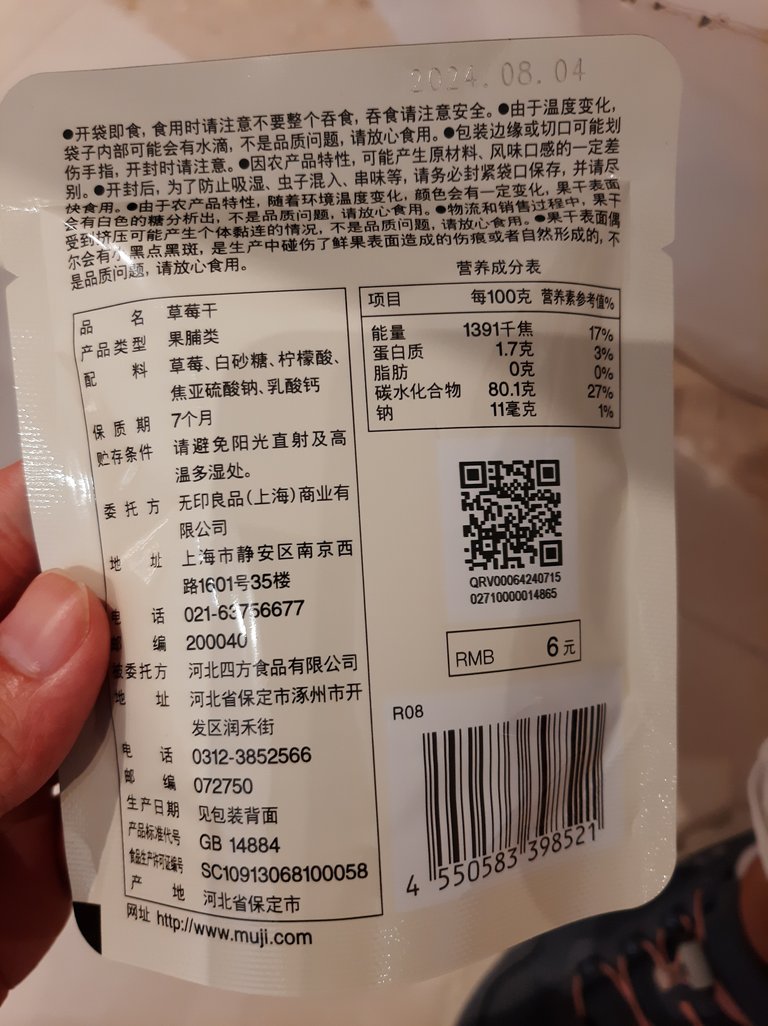 2024.08.04
●开袋即食, 食用时请注意不要整个吞食, 吞食请注意安全。●由于温度变化,
袋子内部可能会有水滴, 不是品质问题, 请放心食用。●包装边缘或切口可能划
伤手指, 开封时请注意。●因农产品特性, 可能产生原材料、风味口感的一定差
别。●开封后, 为了防止吸湿、虫子混入、串味等, 请务必封紧袋口保存, 并请尽
快食用。●由于农产品特性, 随着环境温度变化, 颜色会有一定变化, 果干表面
会有白色的糖分析出, 不是品质问题, 请放心食用。●物流和销售过程中, 果干
受到挤压可能产生个体黏连的情况, 不是品质问题, 请放心食用。●果干表面偶
尔会有小黑点黑斑, 是生产中碰伤了鲜果表面造成的伤痕或者自然形成的, 不
是品质问题, 请放心食用。
品 名 草莓干
产品类型 果脯类
配 料 草莓、白砂糖、柠檬酸、
焦亚硫酸钠、乳酸钙
保 质 期 7个月
贮存条件 请避免阳光直射及高
温多湿处。
委 托 方 无印良品(上海)商业有
限公司
地 址 上海市静安区南京西
路1601号35楼
电 话 021-63756677
邮 编 200040
被委托方 河北四方食品有限公司
地 址 河北省保定市涿州市开
发区润禾街
电 话 0312-3852566
邮 编 072750
生产日期 见包装背面
产品标准代号 GB 14884
食品生产许可证编号 SC10913068100058
产 地 河北省保定市
网址 http://www.muji.com
营养成分表
项目 每100克 营养素参考值%
能量 1391千焦 17%
蛋白质 1.7克 3%
脂肪 0克 0%
碳水化合物 80.1克 27%
钠 11毫克 1%
QRV00064240715
02710000014865
RMB 6元
R08
4 550583 398521